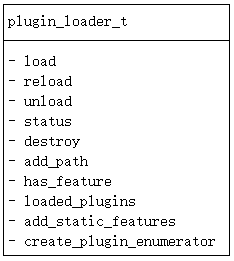 plugin_loader_t
- load
- reload
- unload
- status
- destroy
- add_path
- has_feature
- loaded_plugins
- add_static_features
- create_plugin_enumerator